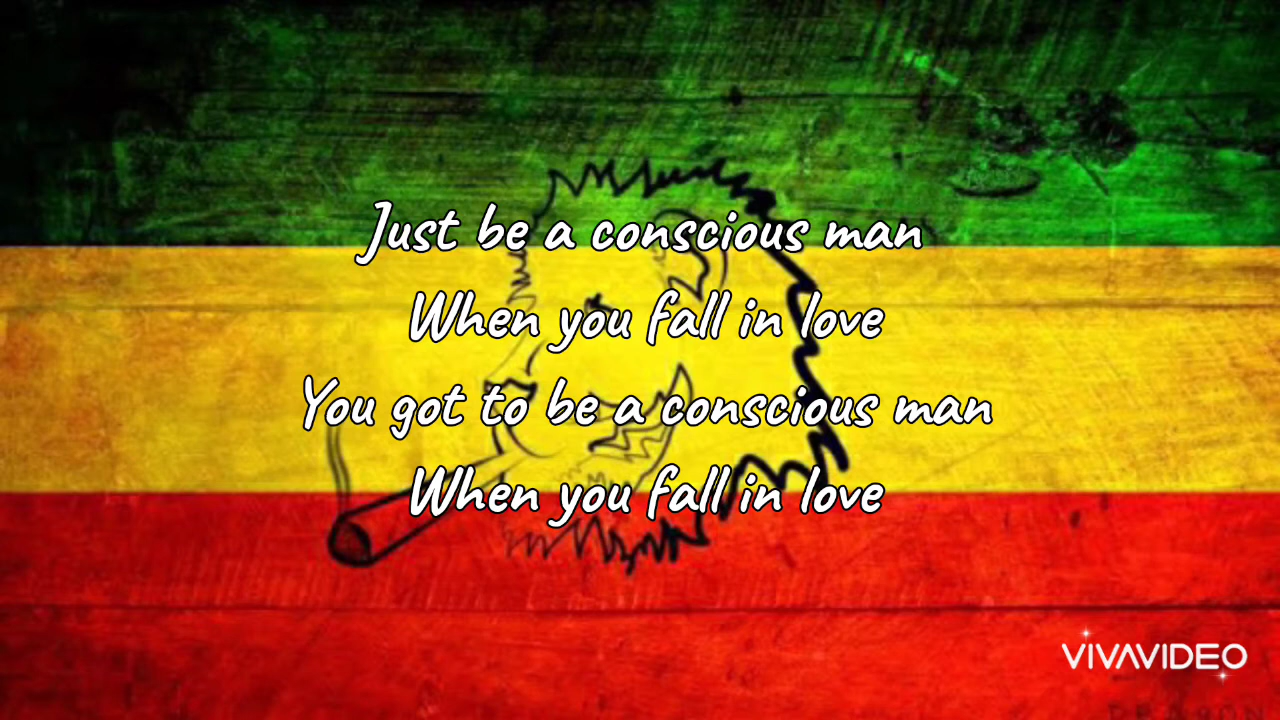 Just be a conscious man
When you fall in love
You got to be a conscious man
When you fall in love
VIVAVIDEO